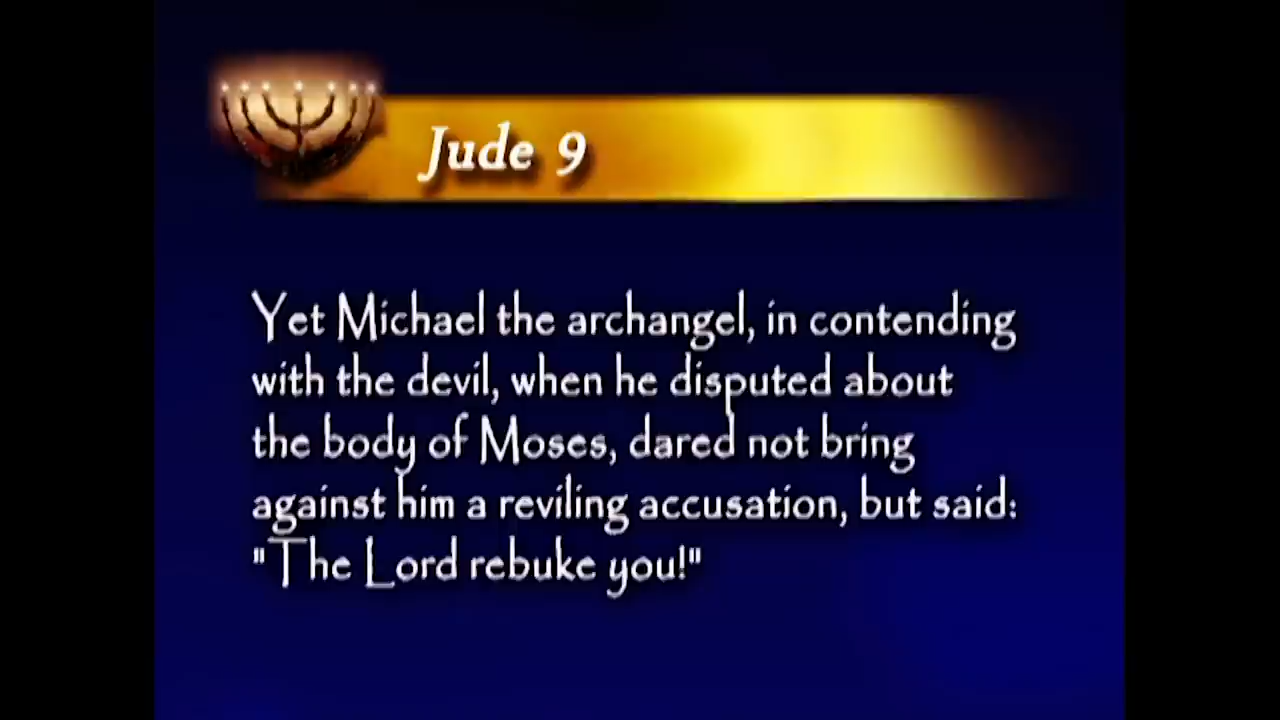 Jude 9
Yet Michael the archangel, in contending
with the devil, when he disputed about
the body of Moses, dared not bring
against him a reviling accusation, but said:
"The Lord rebuke you!"